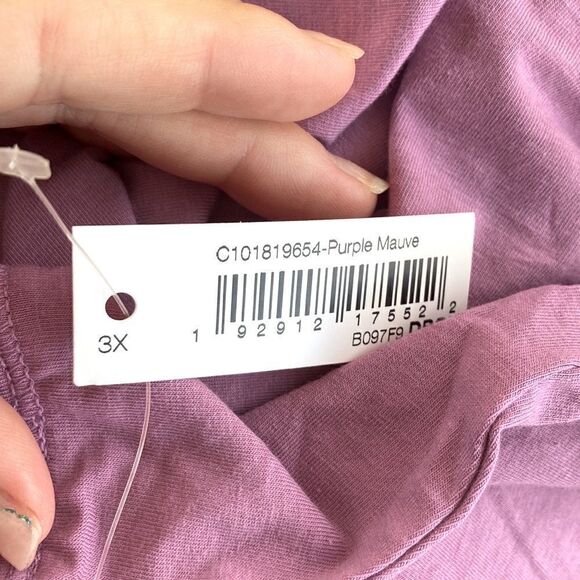 C101819654-Purple Mauve
1 92912 17552 2
3X
B097F9